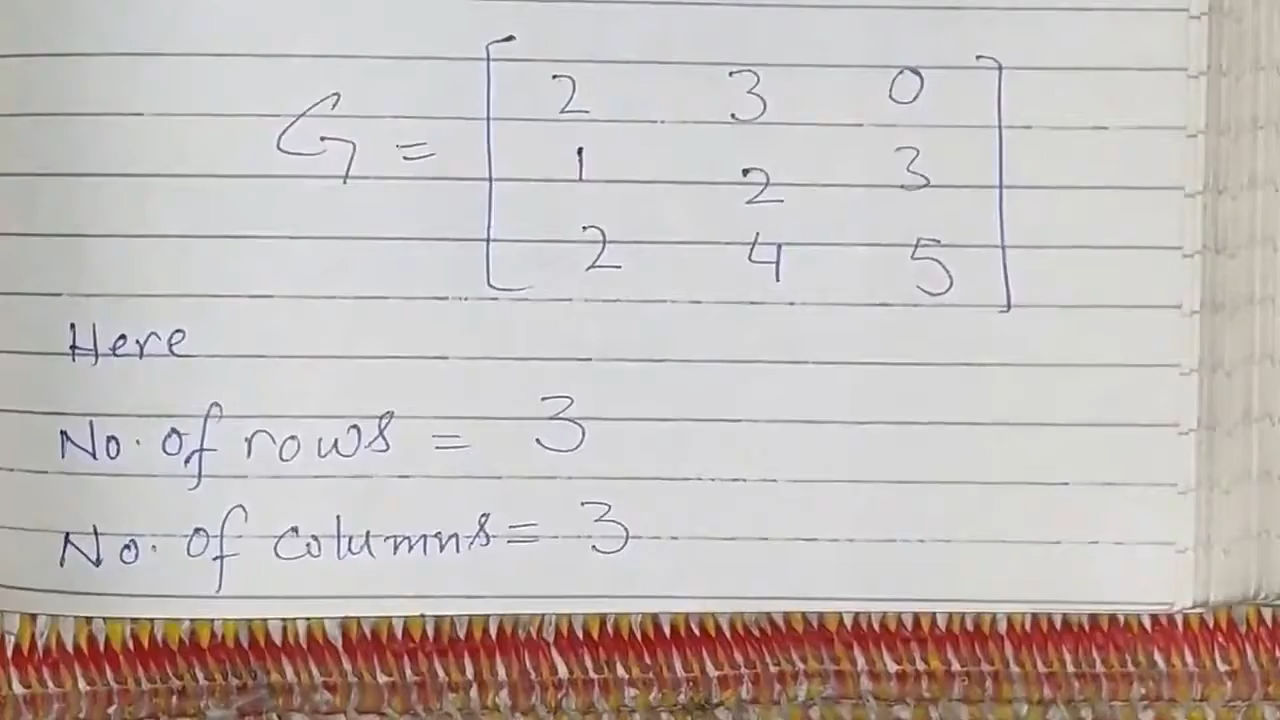 G = [ 2 3 0
1 2 3
2 4 5 ]
Here
No. of rows = 3
No. of columns = 3